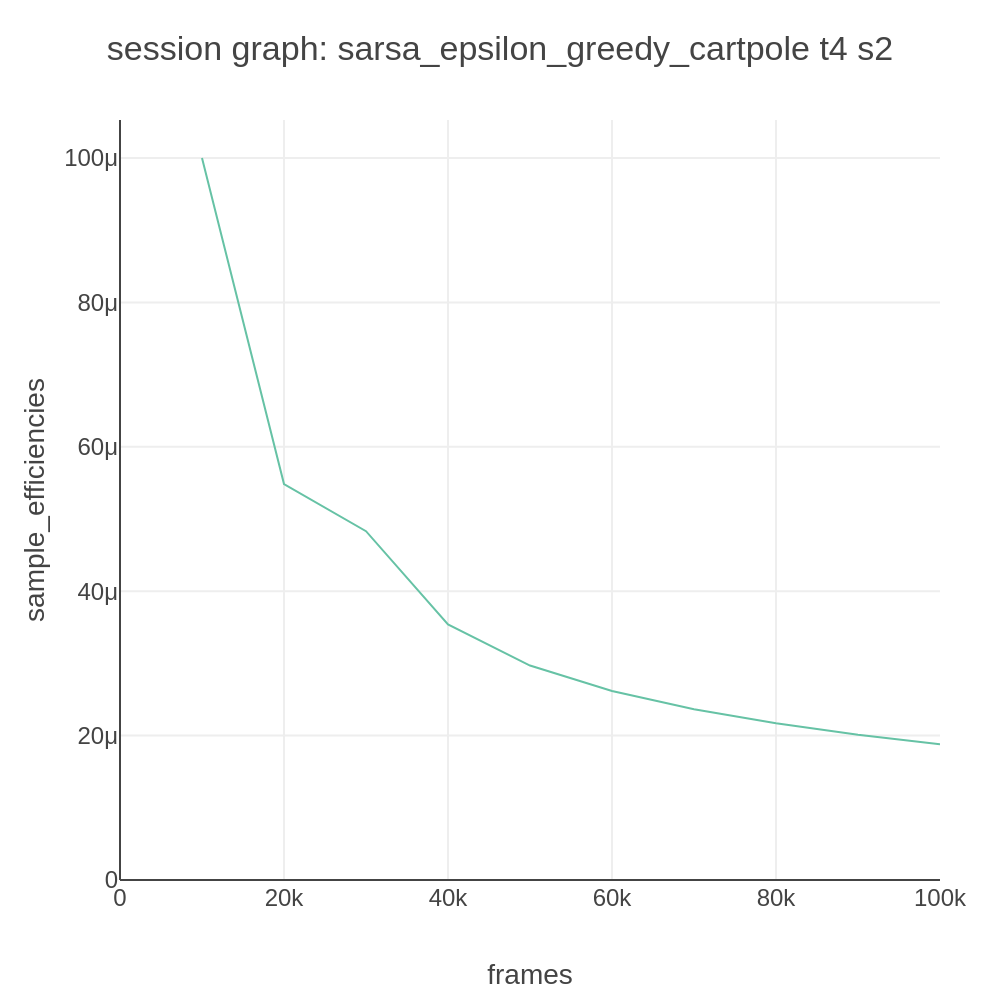 session graph: sarsa_epsilon_greedy_cartpole t4 s2
100μ
80μ
60μ
40μ
20μ
0
sample_efficiencies
0
20k
40k
60k
80k
100k
frames